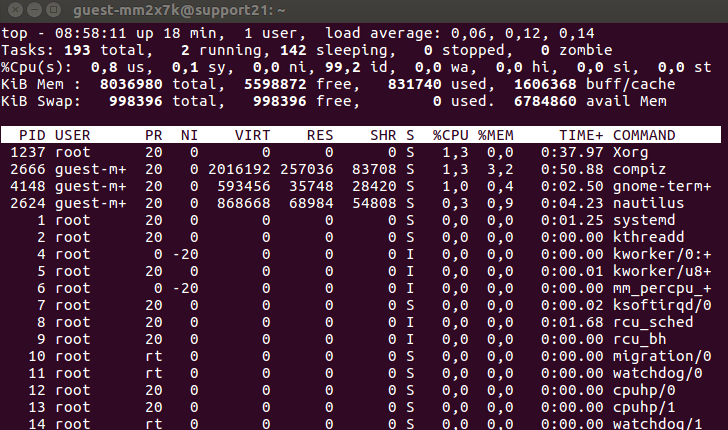 guest-mm2x7k@support21: ~
top - 08:58:11 up 18 min,  1 user,  load average: 0,06, 0,12, 0,14
Tasks: 193 total,   2 running, 142 sleeping,   0 stopped,   0 zombie
%Cpu(s):  0,8 us,  0,1 sy,  0,0 ni, 99,2 id,  0,0 wa,  0,0 hi,  0,0 si,  0,0 st
KiB Mem :  8036980 total,  5598872 free,   831740 used,  1606368 buff/cache
KiB Swap:   998396 total,   998396 free,        0 used.  6784860 avail Mem
PID USER      PR  NI    VIRT    RES    SHR S  %CPU %MEM     TIME+ COMMAND
1237 root      20   0       0      0      0 S   1,3  0,0   0:37.97 Xorg
2666 guest-m+  20   0 2016192 257036  83708 S   1,3  3,2   0:50.88 compiz
4148 guest-m+  20   0  593456  35748  28420 S   1,0  0,4   0:02.50 gnome-term+
2624 guest-m+  20   0  868668  68984  54808 S   0,3  0,9   0:04.23 nautilus
1 root      20   0       0      0      0 S   0,0  0,0   0:01.25 systemd
2 root      20   0       0      0      0 S   0,0  0,0   0:00.00 kthreadd
4 root       0 -20       0      0      0 I   0,0  0,0   0:00.00 kworker/0:+
5 root      20   0       0      0      0 I   0,0  0,0   0:00.01 kworker/u8+
6 root       0 -20       0      0      0 I   0,0  0,0   0:00.00 mm_percpu_+
7 root      20   0       0      0      0 S   0,0  0,0   0:00.02 ksoftirqd/0
8 root      20   0       0      0      0 I   0,0  0,0   0:01.68 rcu_sched
9 root      20   0       0      0      0 I   0,0  0,0   0:00.00 rcu_bh
10 root      rt   0       0      0      0 S   0,0  0,0   0:00.00 migration/0
11 root      rt   0       0      0      0 S   0,0  0,0   0:00.00 watchdog/0
12 root      20   0       0      0      0 S   0,0  0,0   0:00.00 cpuhp/0
13 root      20   0       0      0      0 S   0,0  0,0   0:00.00 cpuhp/1
14 root      rt   0       0      0      0 S   0,0  0,0   0:00.00 watchdog/1